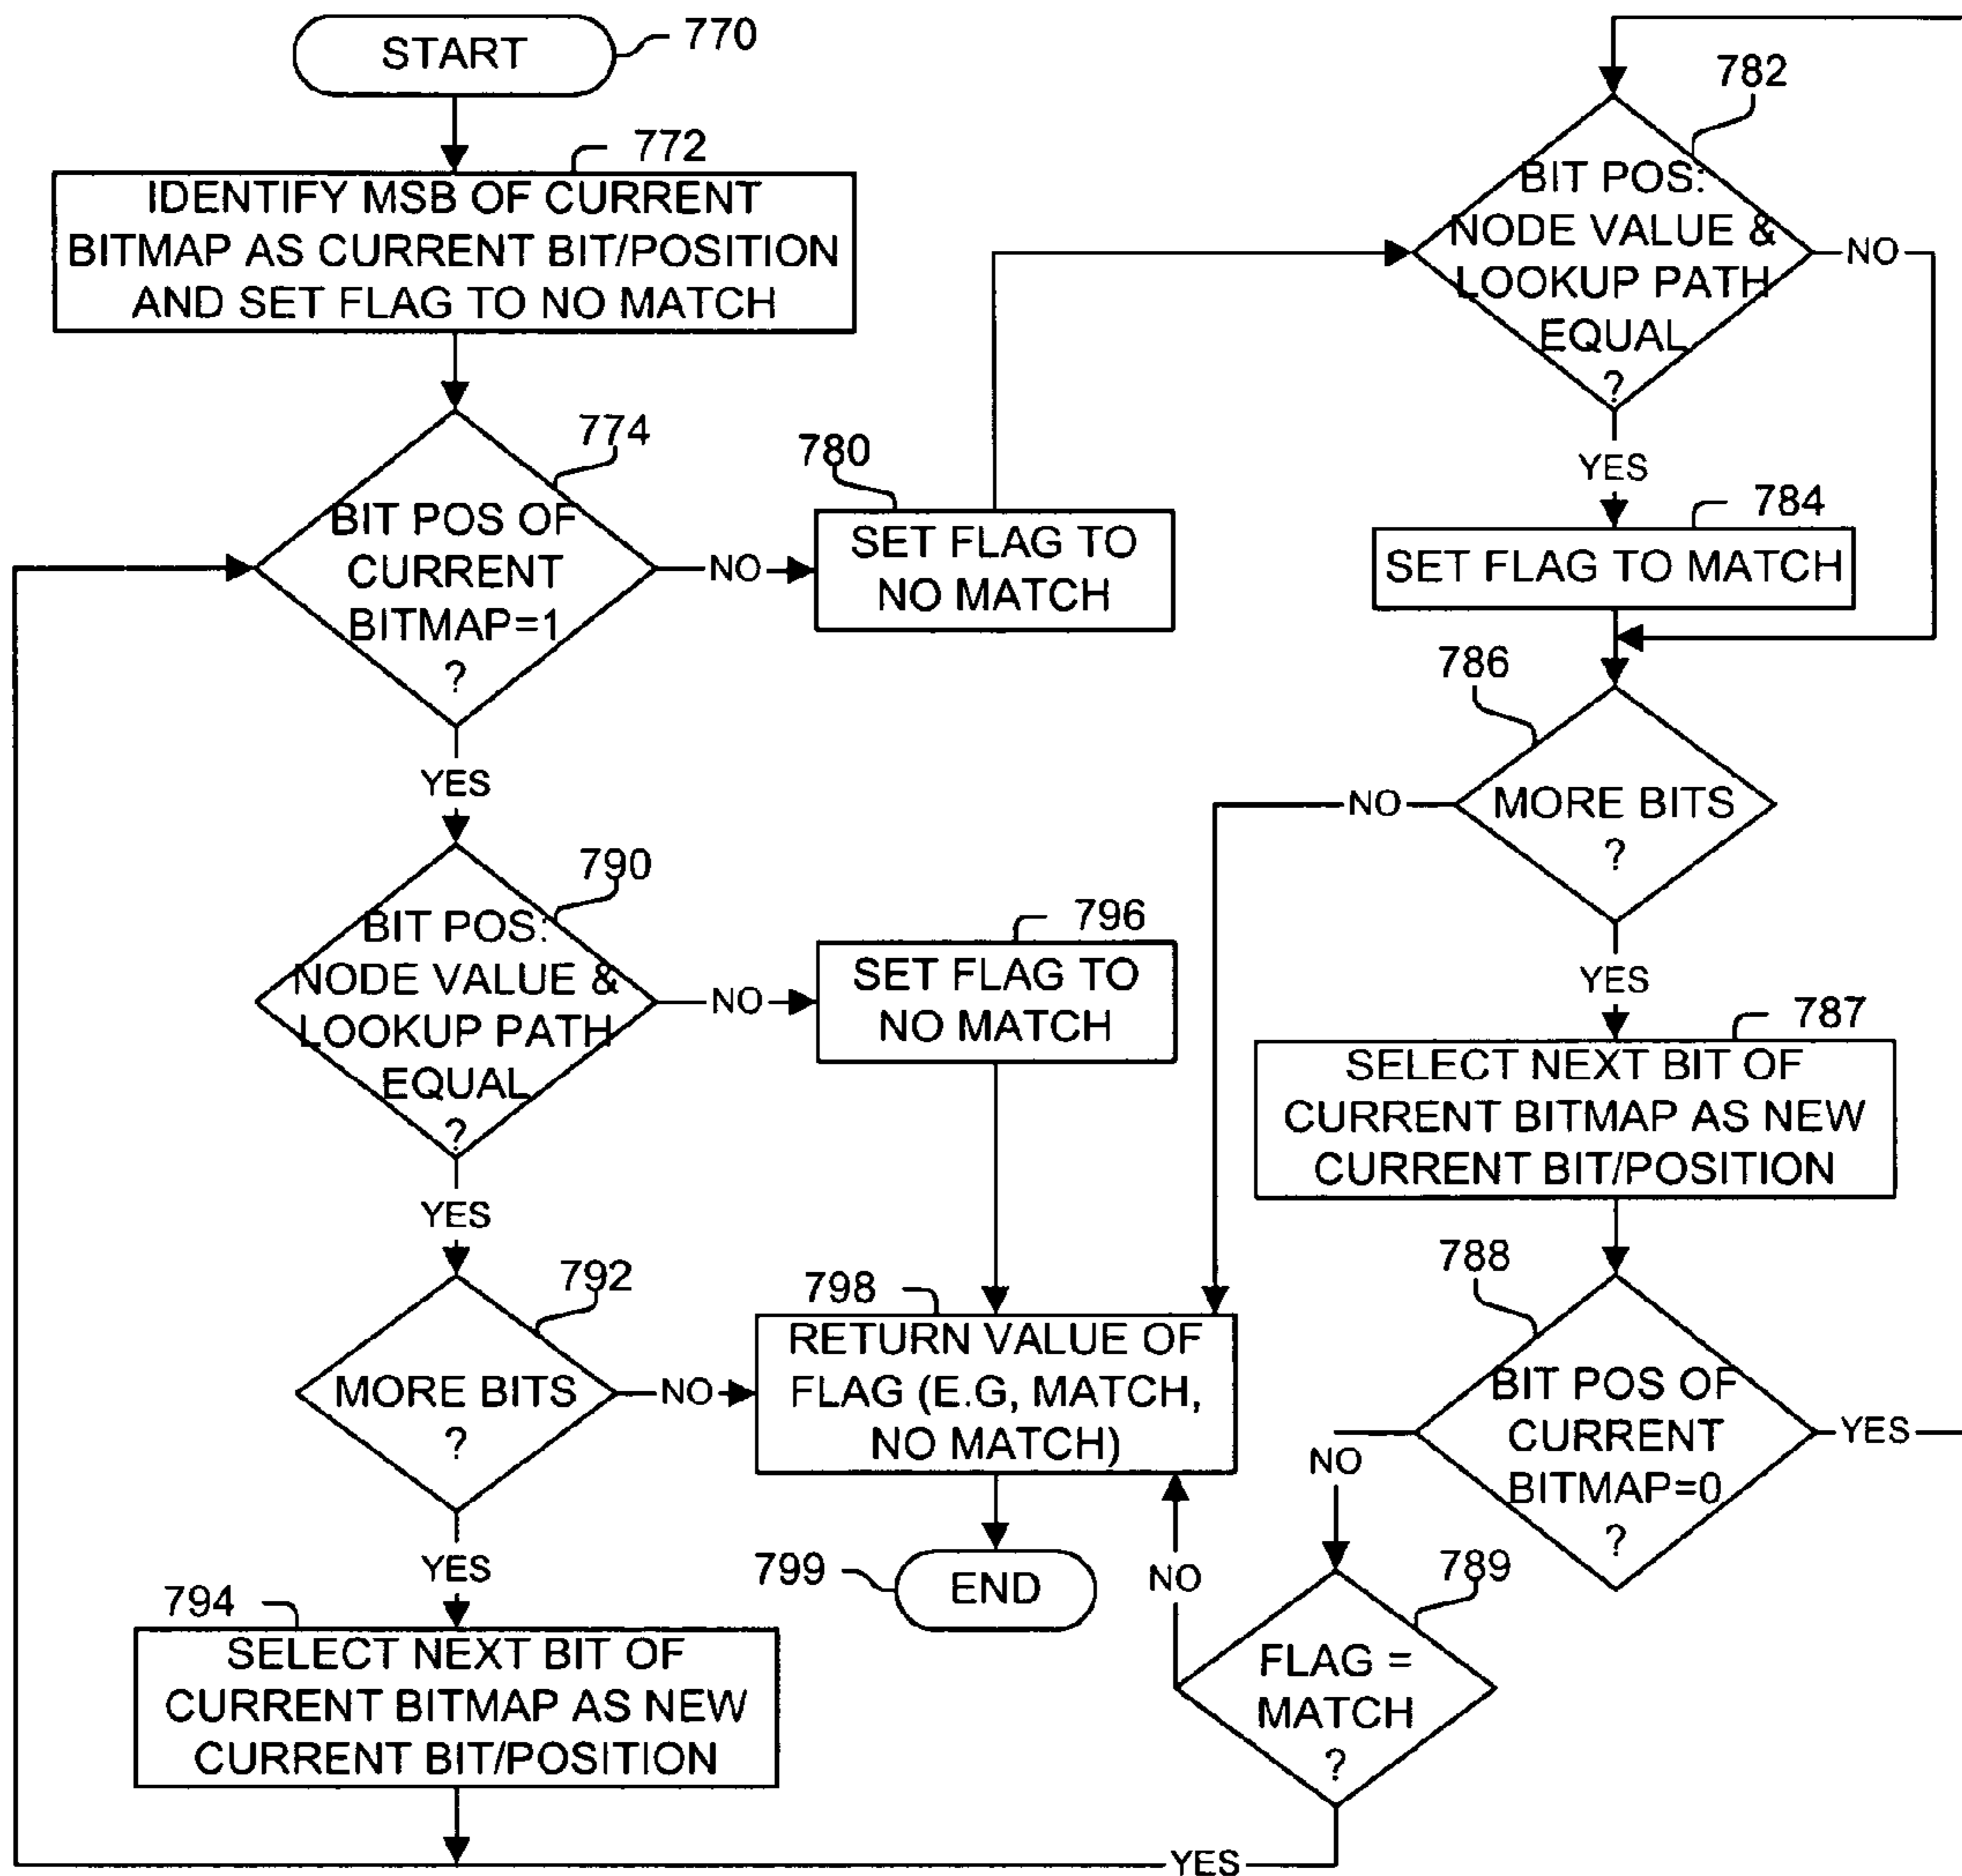 START
770
772
IDENTIFY MSB OF CURRENT
BITMAP AS CURRENT BIT/POSITION
AND SET FLAG TO NO MATCH
774
BIT POS OF
CURRENT
BITMAP=1
?
NO
YES
780
SET FLAG TO
NO MATCH
782
BIT POS:
NODE VALUE &
LOOKUP PATH
EQUAL
?
NO
YES
784
SET FLAG TO MATCH
786
MORE BITS
?
NO
YES
787
SELECT NEXT BIT OF
CURRENT BITMAP AS NEW
CURRENT BIT/POSITION
788
BIT POS OF
CURRENT
BITMAP=0
?
YES
NO
789
FLAG =
MATCH
?
NO
YES
790
BIT POS:
NODE VALUE &
LOOKUP PATH
EQUAL
?
NO
YES
796
SET FLAG TO
NO MATCH
792
MORE BITS
?
NO
YES
794
SELECT NEXT BIT OF
CURRENT BITMAP AS NEW
CURRENT BIT/POSITION
798
RETURN VALUE OF
FLAG (E.G, MATCH,
NO MATCH)
799
END